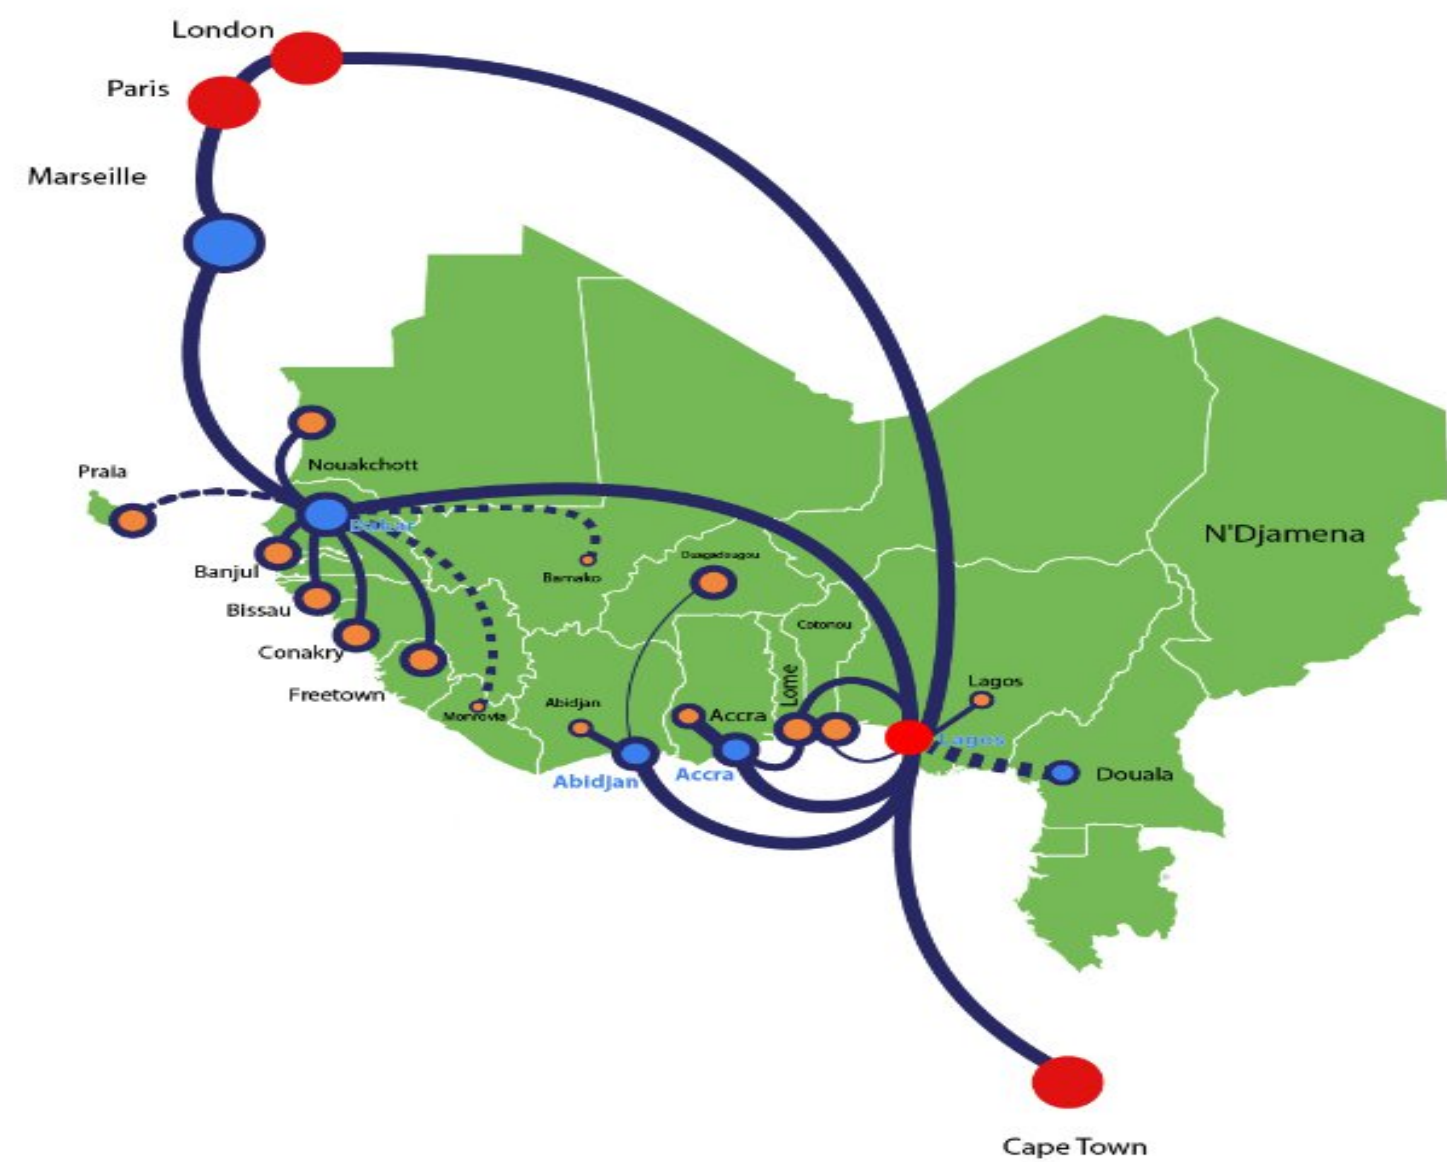 London
Paris
Marseille
Praia
Nouakchott
Dakar
N'Djamena
Ouagadougou
Banjul
Bamako
Bissau
Cotonou
Conakry
Lome
Freetown
Lagos
Abidjan
Monrovia
Accra
Lagos
Accra
Douala
Abidjan
Cape Town